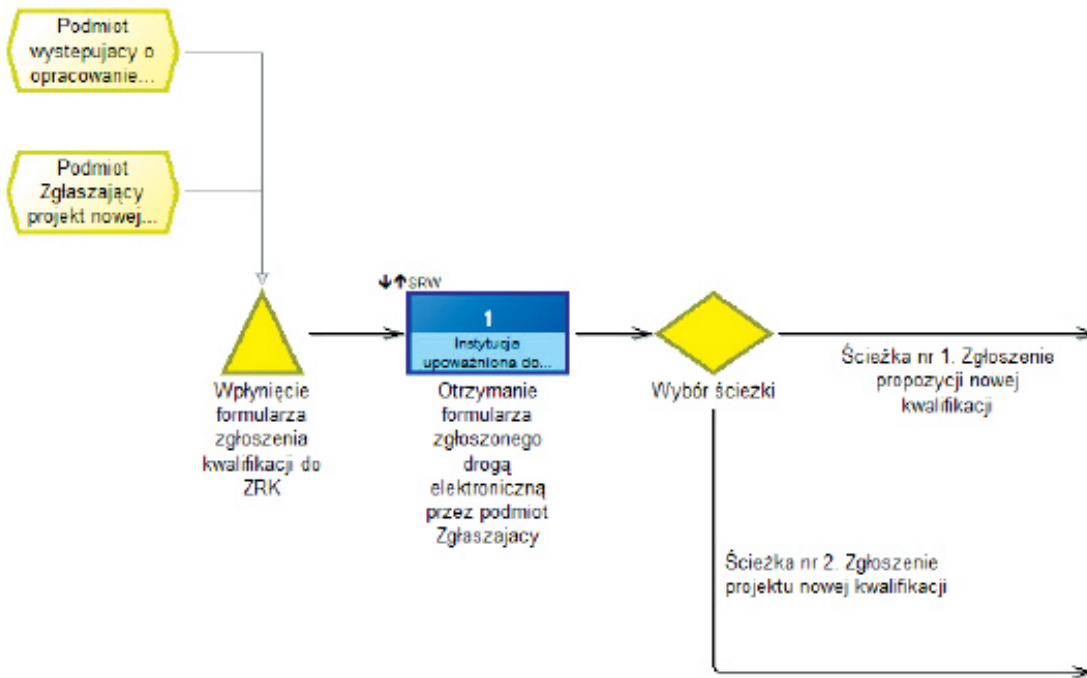 Podmiot
wystepujacy o
opracowanie...
Podmiot
Zgłaszający
projekt nowej...
SRW
1
Instytucja
upoważniona do...
Wpłynięcie
formularza
zgłoszenia
kwalifikacji do
ZRK
Otrzymanie
formularza
zgłoszonego
drogą
elektroniczną
przez podmiot
Zgłaszajacy
Wybór ściezki
Ścieżka nr 1. Zgłoszenie
propozycji nowej
kwalifikacji
Ścieżka nr 2. Zgłoszenie
projektu nowej kwalifikacji